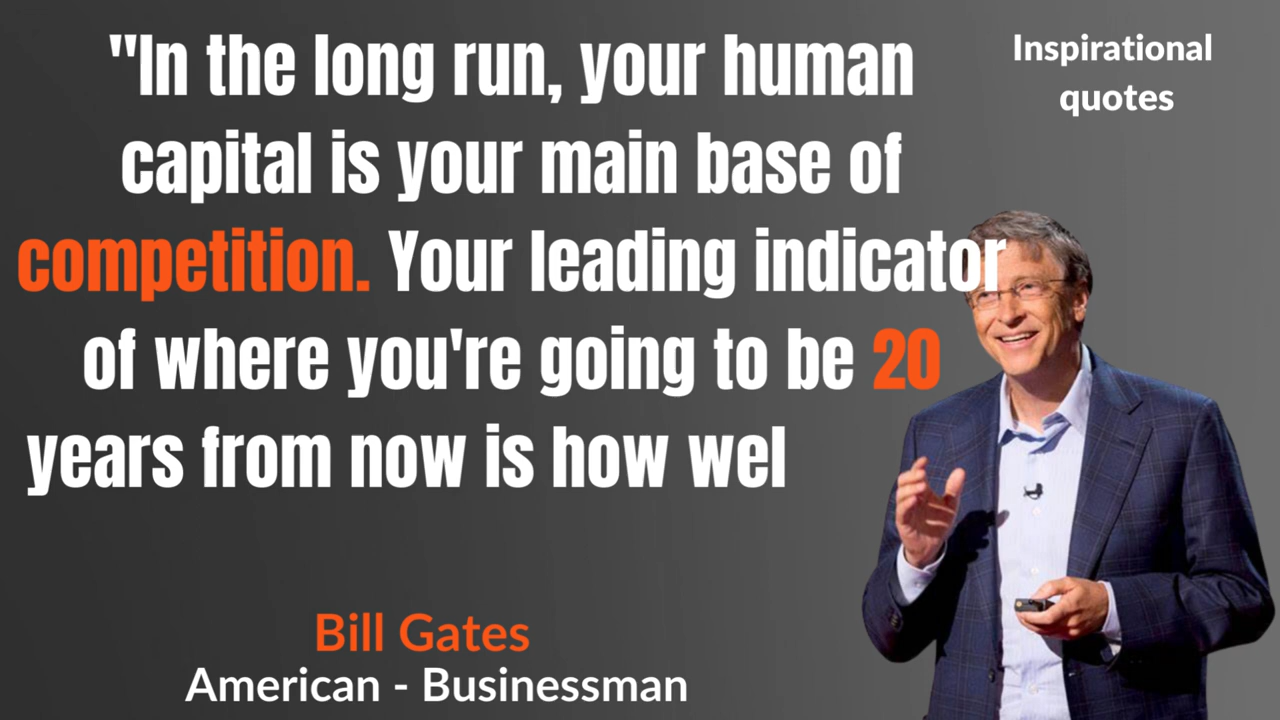 "In the long run, your human
capital is your main base of
competition. Your leading indicator
of where you're going to be 20
years from now is how wel
Inspirational
quotes
Bill Gates
American - Businessman